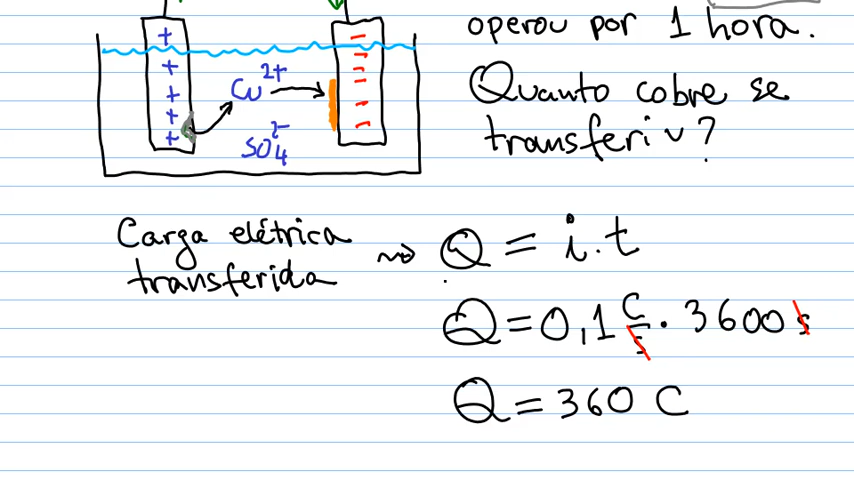 operou por 1 hora.
Quanto cobre se
transferiu?
+
+
+
+
+
Cu²⁺
SO₄²⁻
−
−
−
−
−
−
Carga elétrica
transferida ⇝ Q = i.t
Q = 0,1 C/s · 3600 s
Q = 360 C